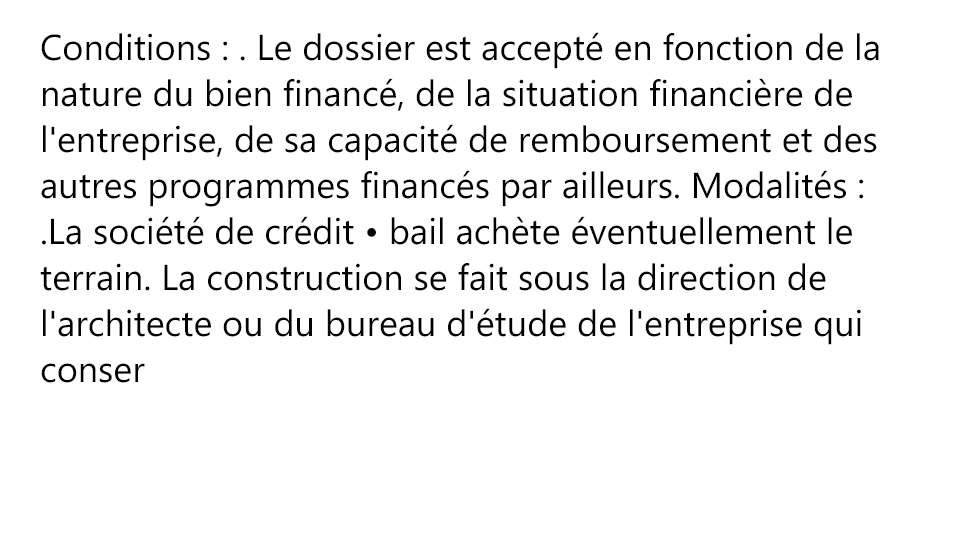 Conditions : . Le dossier est accepté en fonction de la
nature du bien financé, de la situation financière de
l'entreprise, de sa capacité de remboursement et des
autres programmes financés par ailleurs. Modalités :
.La société de crédit • bail achète éventuellement le
terrain. La construction se fait sous la direction de
l'architecte ou du bureau d'étude de l'entreprise qui
conser